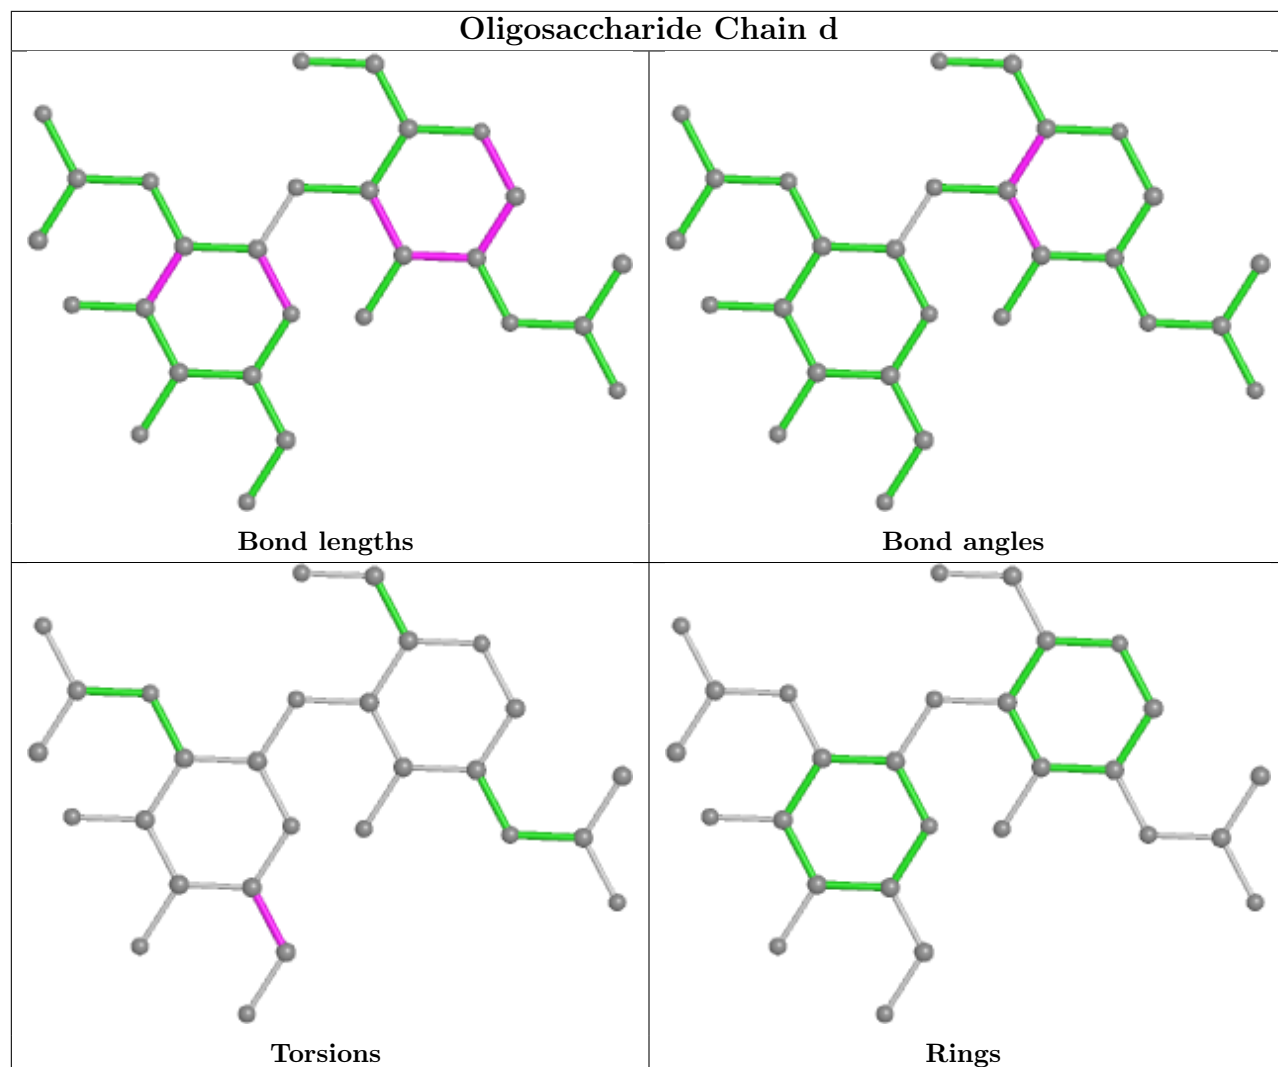 Oligosaccharide Chain d
Bond lengths
Bond angles
Torsions
Rings